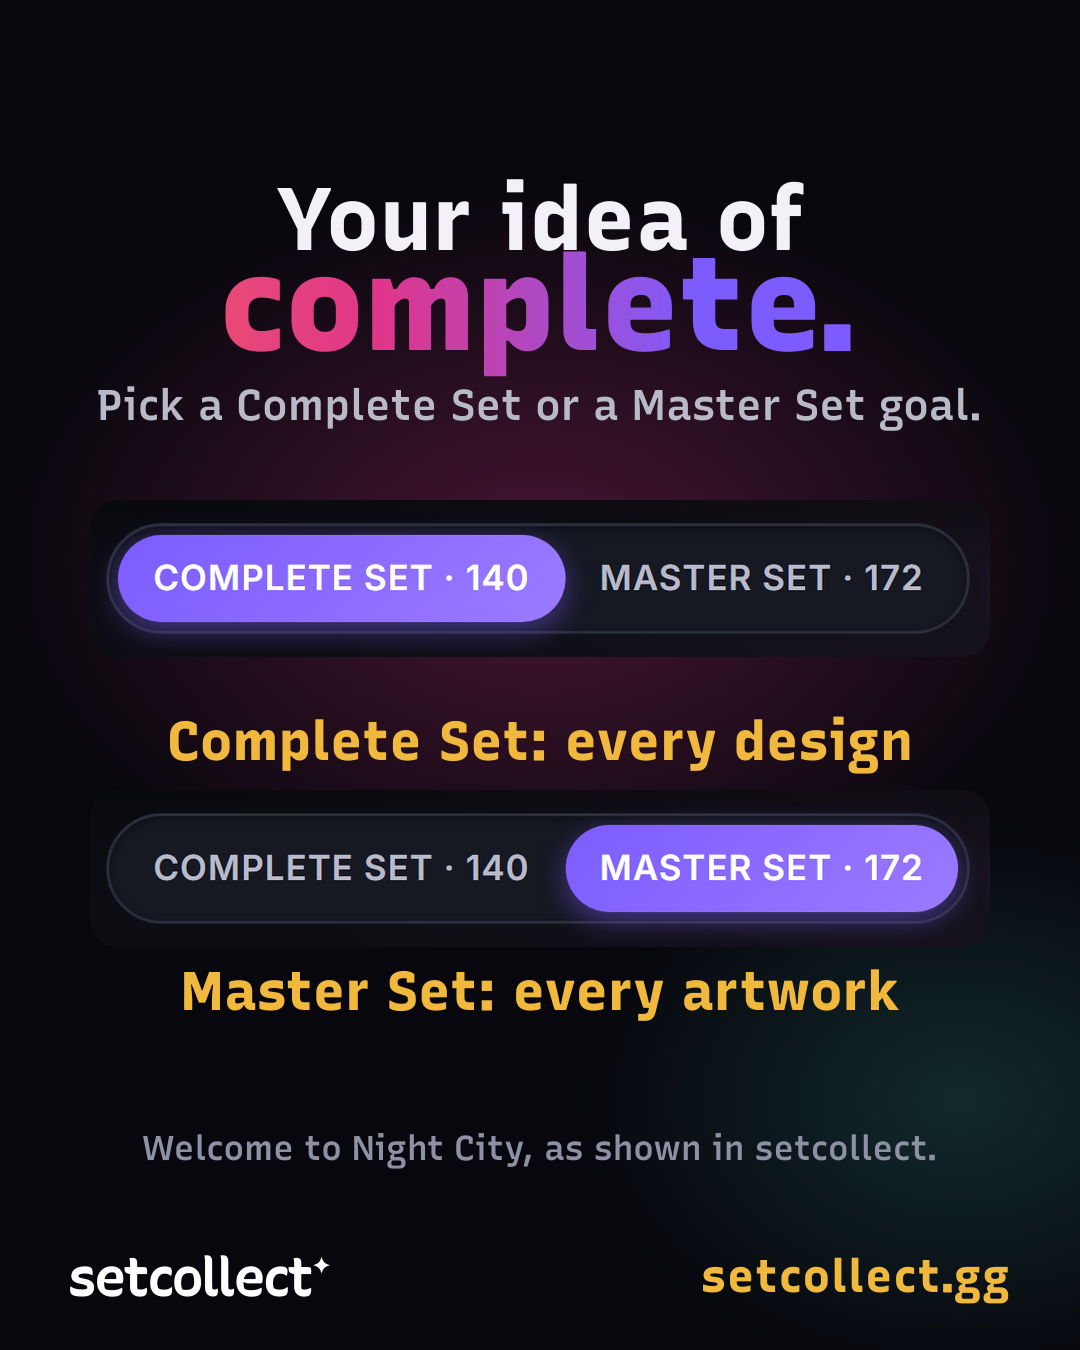 Your idea of
complete.
Pick a Complete Set or a Master Set goal.
COMPLETE SET · 140 MASTER SET · 172
Complete Set: every design
COMPLETE SET · 140 MASTER SET · 172
Master Set: every artwork
Welcome to Night City, as shown in setcollect.
setcollect setcollect.gg